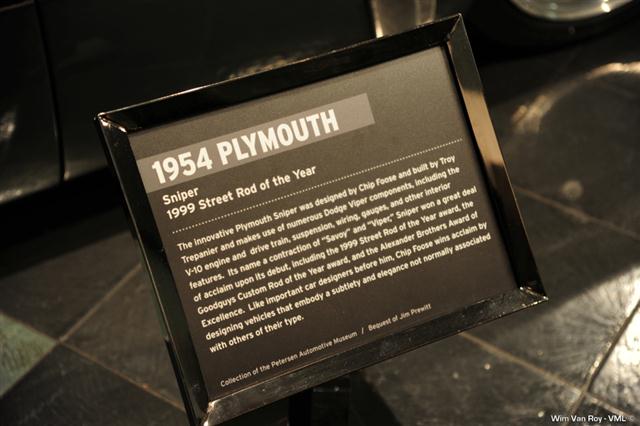 1954 PLYMOUTH
Sniper
1999 Street Rod of the Year
The innovative Plymouth Sniper was designed by Chip Foose and built by Troy
Trepanier and makes use of numerous Dodge Viper components, including the
V-10 engine and drive train, suspension, wiring, gauges, and other interior
features. Its name a contraction of "Savoy" and "Viper," Sniper won a great deal
of acclaim upon its debut, including the 1999 Street Rod of the Year award, the
Goodguys Custom Rod of the Year award, and the Alexander Brothers Award of
Excellence. Like important car designers before him, Chip Foose wins acclaim by
designing vehicles that embody a subtlety and elegance not normally associated
with others of their type.
Collection of the Petersen Automotive Museum / Bequest of Jim Prewitt
Wim Van Roy - VML ©